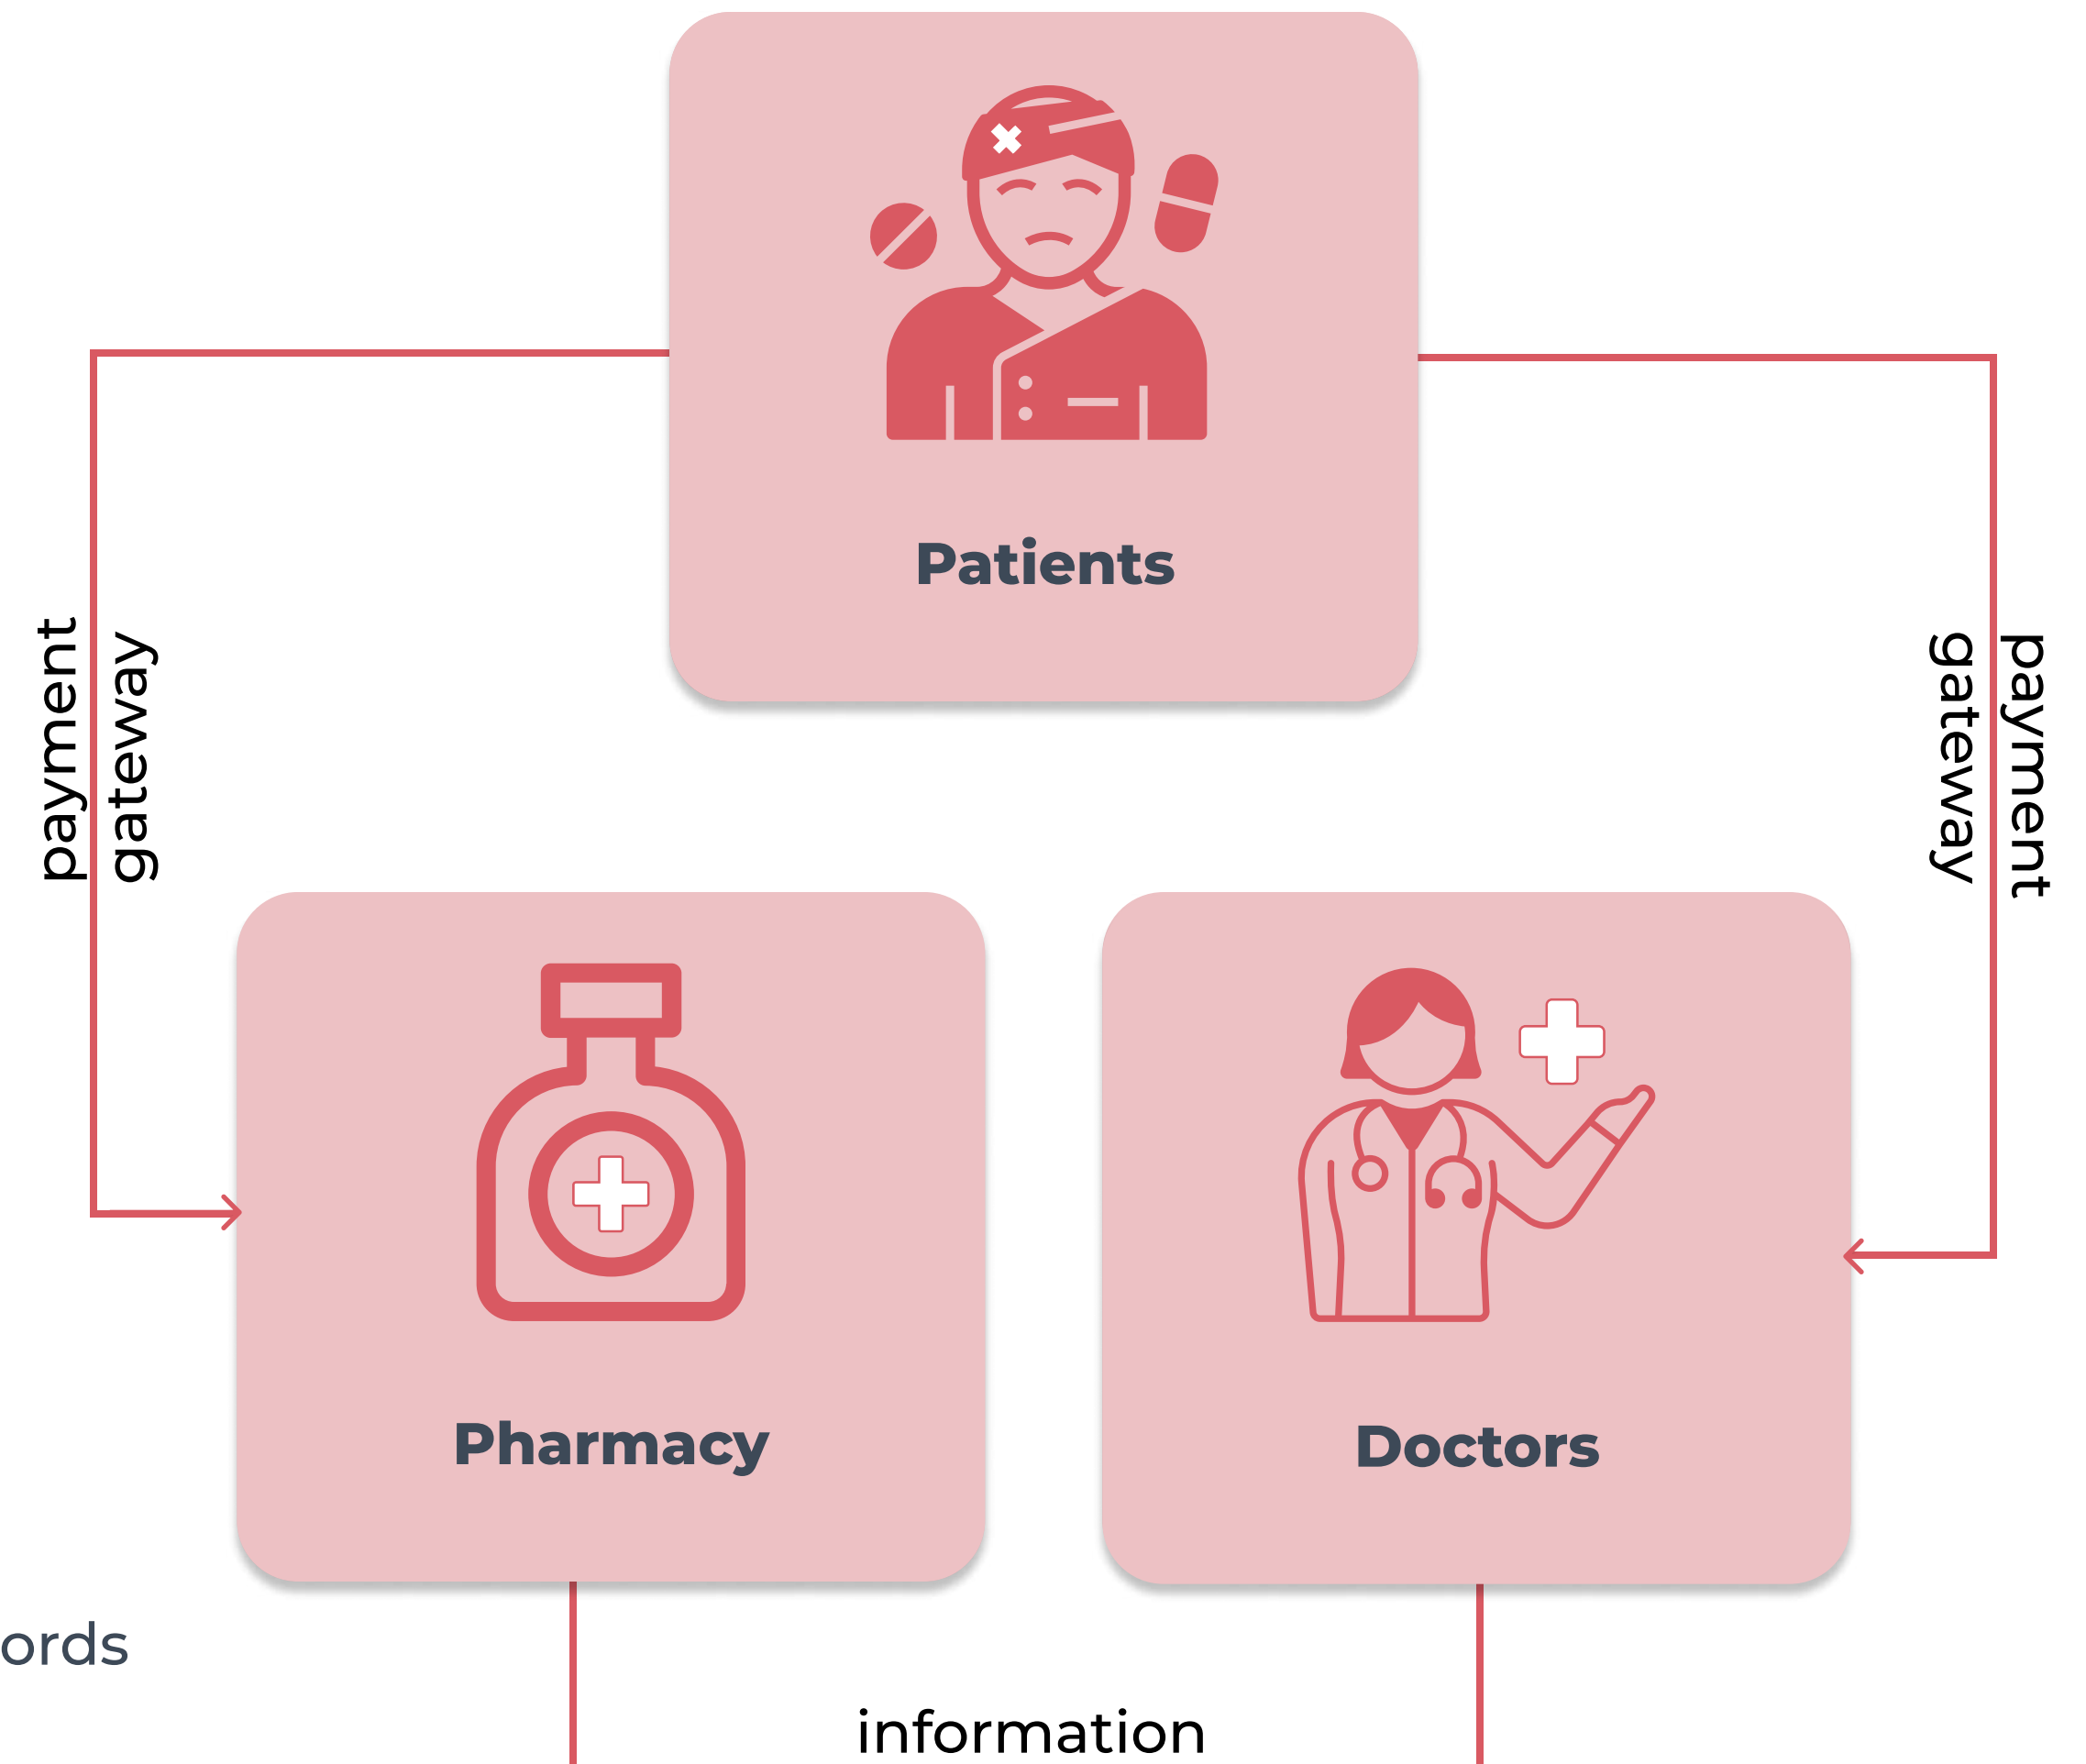 Patients
payment
gateway
payment
gateway
Pharmacy
Doctors
ords
information